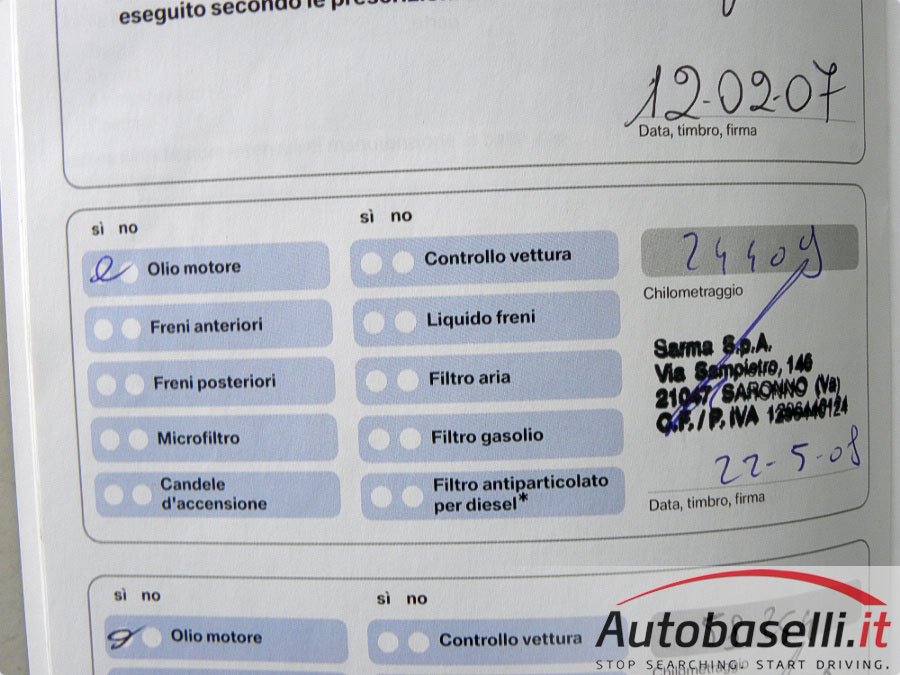 eseguito secondo le prescrizioni
12-02-07
Data, timbro, firma
sì no
sì no
Olio motore
Freni anteriori
Freni posteriori
Microfiltro
Candele
d'accensione
Controllo vettura
Liquido freni
Filtro aria
Filtro gasolio
Filtro antiparticolato
per diesel*
24409
Chilometraggio
Sarma S.p.A.
Via Sampietro, 146
21047 SARONNO (Va)
C.F. / P. IVA
22-5-08
Data, timbro, firma
sì no
sì no
Olio motore
Controllo vettura
Chilometraggio
Autobaselli.it
STOP SEARCHING. START DRIVING.